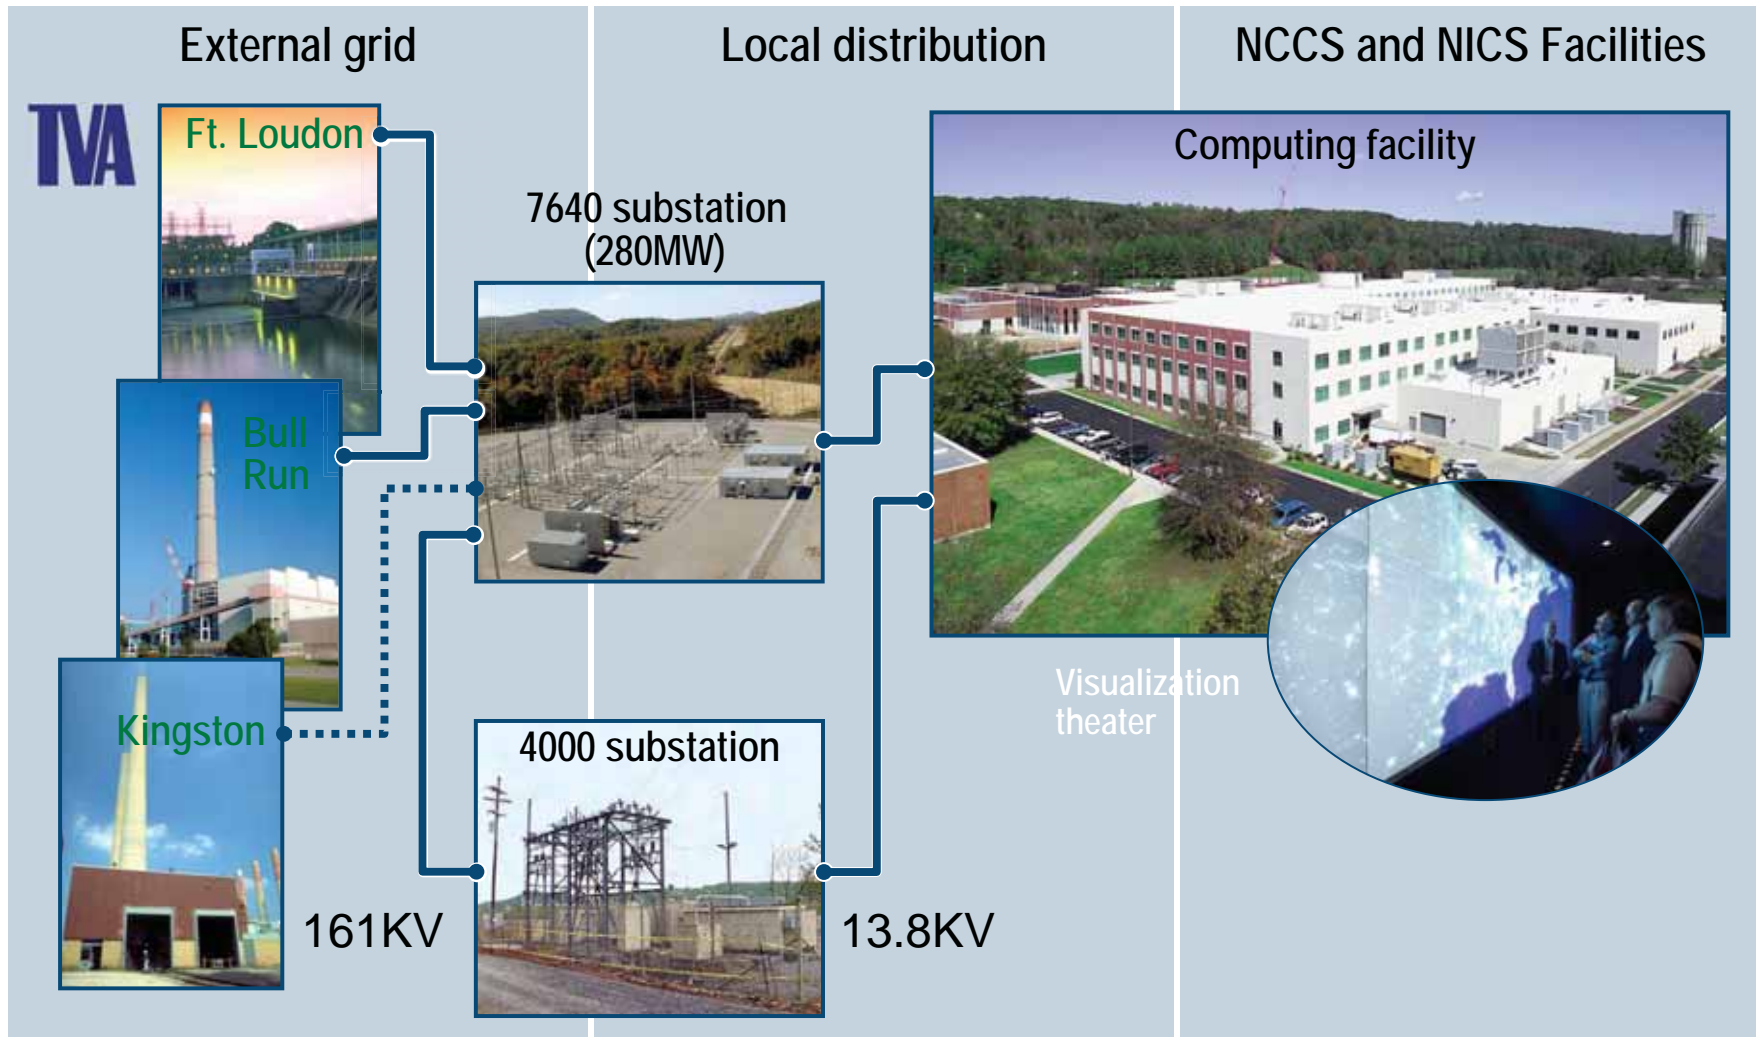 External grid
Local distribution
NCCS and NICS Facilities
TVA
Ft. Loudon
Computing facility
7640 substation
(280MW)
Bull
Run
Visualization
theater
Kingston
4000 substation
161KV
13.8KV